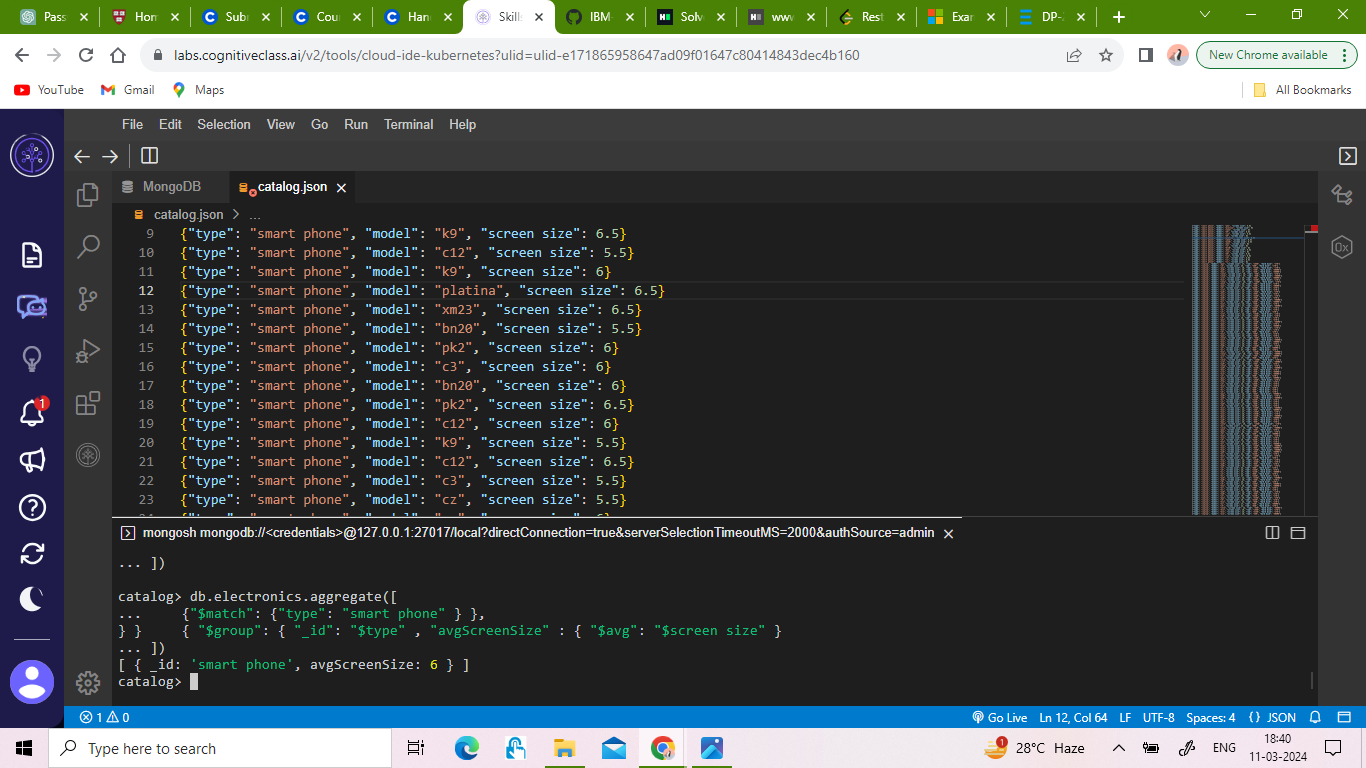 Pass
Hom
Subr
Cou
Han
Skills
IBM-
Solv
www
Rest
Exar
DP-
labs.cognitiveclass.ai/v2/tools/cloud-ide-kubernetes?ulid=ulid-e171865958647ad09f01647c80414843dec4b160
New Chrome available
YouTube
Gmail
Maps
All Bookmarks
File Edit Selection View Go Run Terminal Help
MongoDB
catalog.json
catalog.json > ...
9 {"type": "smart phone", "model": "k9", "screen size": 6.5}
10 {"type": "smart phone", "model": "c12", "screen size": 5.5}
11 {"type": "smart phone", "model": "k9", "screen size": 6}
12 {"type": "smart phone", "model": "platina", "screen size": 6.5}
13 {"type": "smart phone", "model": "xm23", "screen size": 6.5}
14 {"type": "smart phone", "model": "bn20", "screen size": 5.5}
15 {"type": "smart phone", "model": "pk2", "screen size": 6}
16 {"type": "smart phone", "model": "c3", "screen size": 6}
17 {"type": "smart phone", "model": "bn20", "screen size": 6}
18 {"type": "smart phone", "model": "pk2", "screen size": 6.5}
19 {"type": "smart phone", "model": "c12", "screen size": 6}
20 {"type": "smart phone", "model": "k9", "screen size": 5.5}
21 {"type": "smart phone", "model": "c12", "screen size": 6.5}
22 {"type": "smart phone", "model": "c3", "screen size": 5.5}
23 {"type": "smart phone", "model": "cz", "screen size": 5.5}
mongosh mongodb://<credentials>@127.0.0.1:27017/local?directConnection=true&serverSelectionTimeoutMS=2000&authSource=admin
... ])
catalog> db.electronics.aggregate([
... {"$match": {"type": "smart phone" } },
} } { "$group": { "_id": "$type" , "avgScreenSize" : { "$avg": "$screen size" }
... ])
[ { _id: 'smart phone', avgScreenSize: 6 } ]
catalog>
1
0x
1 0
Go Live
Ln 12, Col 64
LF
UTF-8
Spaces: 4
{} JSON
Type here to search
1
28°C Haze
ENG
18:40
11-03-2024